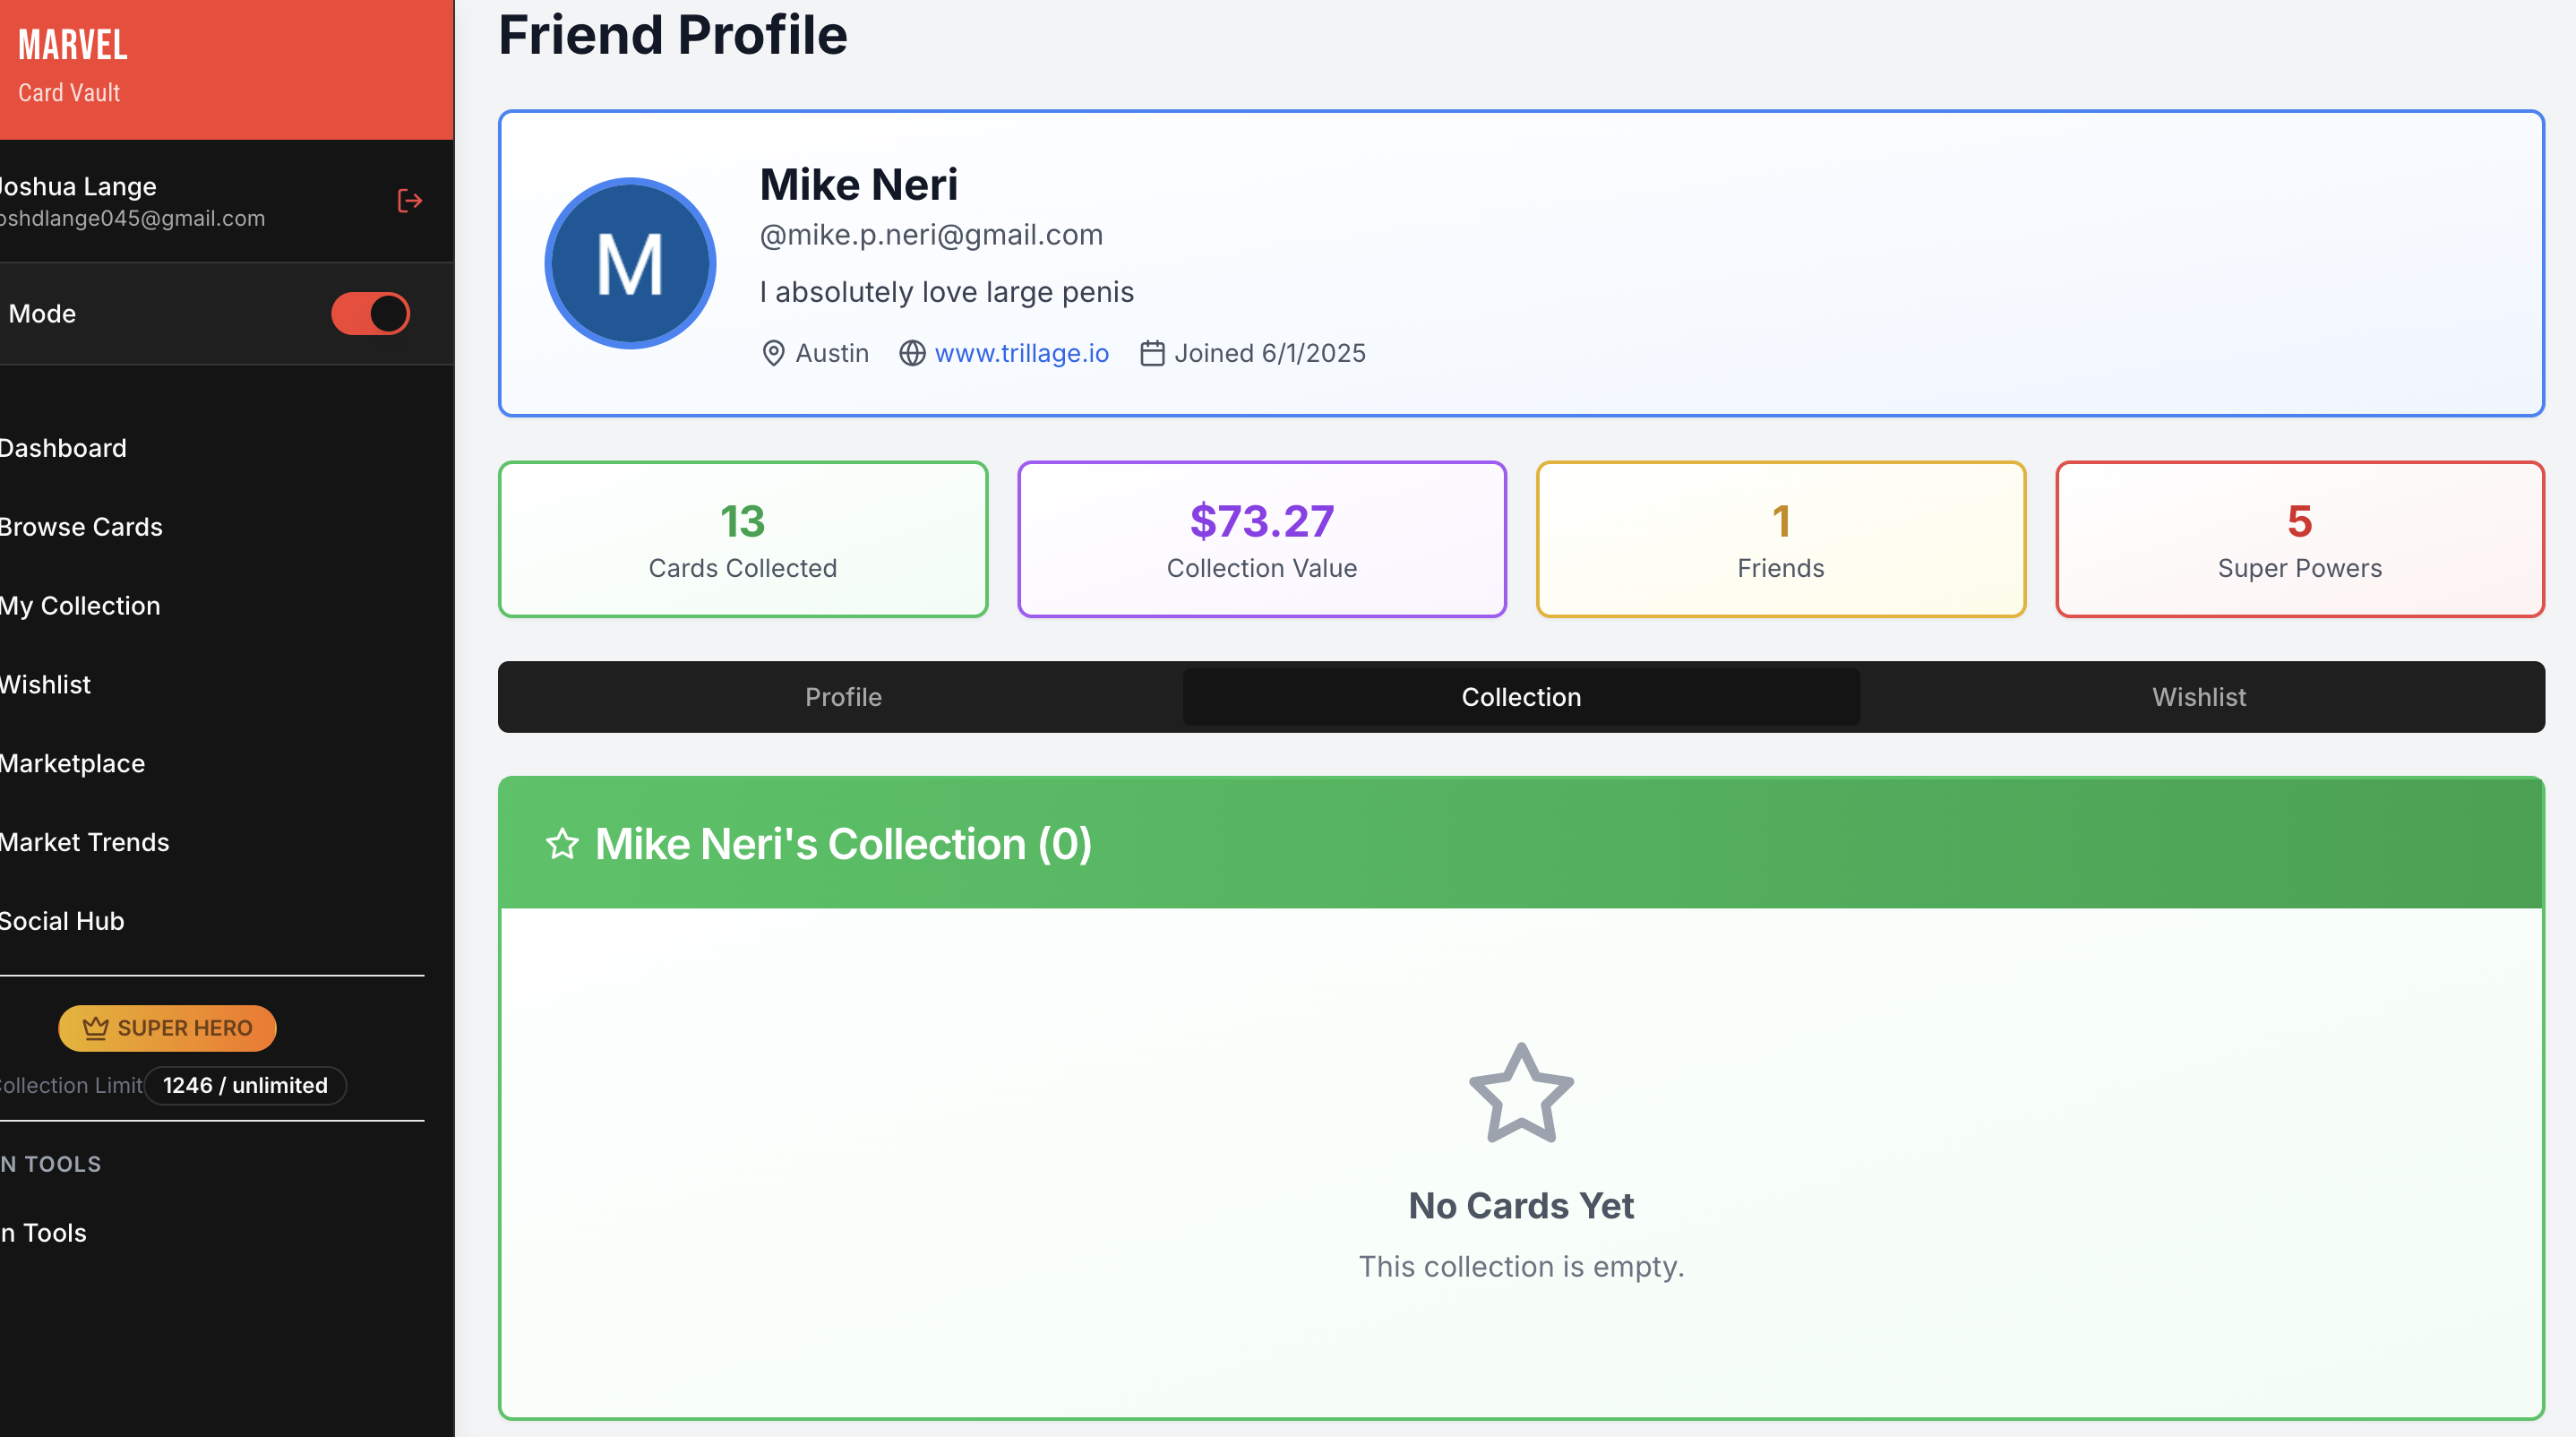 MARVEL
Card Vault
Joshua Lange
oshdlange045@gmail.com
Mode
Dashboard
Browse Cards
My Collection
Wishlist
Marketplace
Market Trends
Social Hub
SUPER HERO
Collection Limit 1246 / unlimited
N TOOLS
n Tools
Friend Profile
M
Mike Neri
@mike.p.neri@gmail.com
I absolutely love large penis
Austin www.trillage.io Joined 6/1/2025
13
Cards Collected
$73.27
Collection Value
1
Friends
5
Super Powers
Profile Collection Wishlist
Mike Neri's Collection (0)
No Cards Yet
This collection is empty.